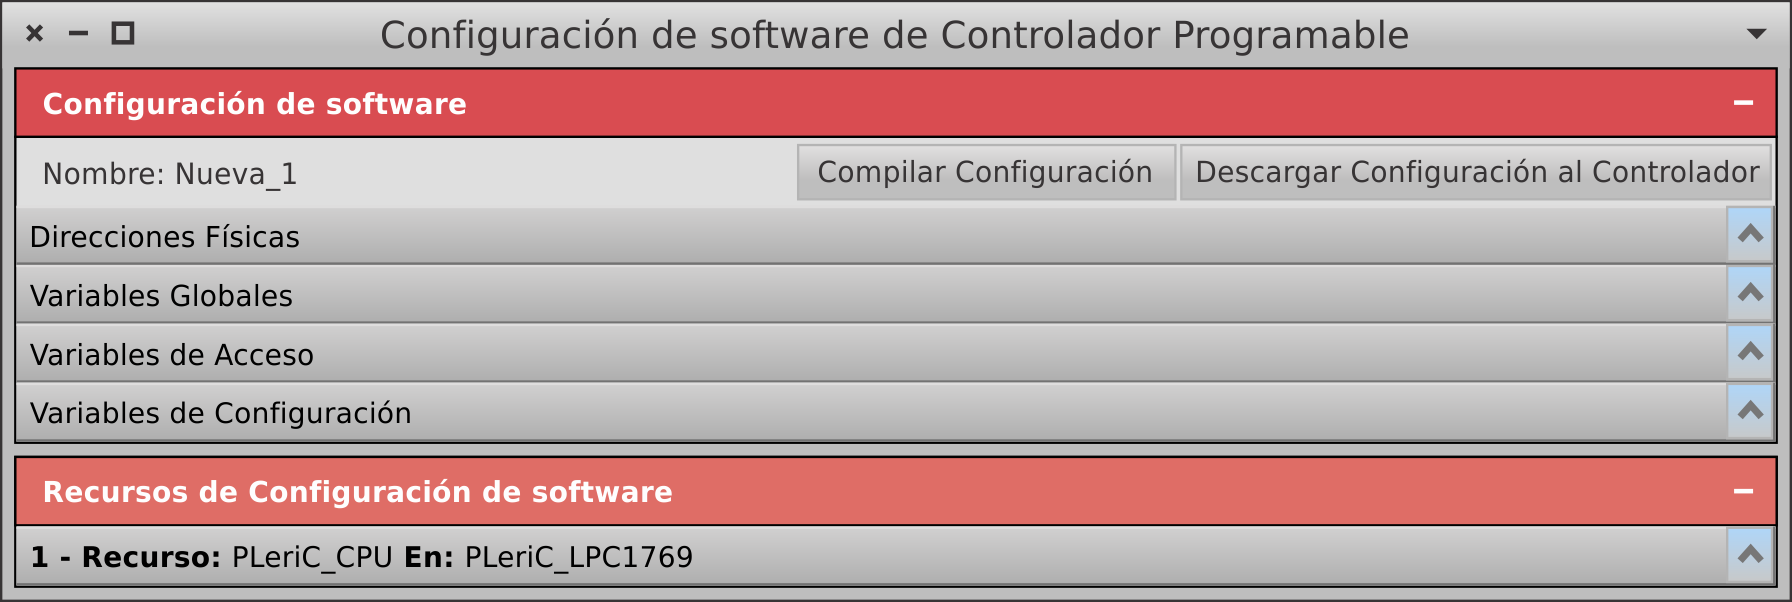 Configuración de software de Controlador Programable
Configuración de software
Nombre: Nueva_1
Compilar Configuración
Descargar Configuración al Controlador
Direcciones Físicas
Variables Globales
Variables de Acceso
Variables de Configuración
Recursos de Configuración de software
1 - Recurso: PLeriC_CPU En: PLeriC_LPC1769